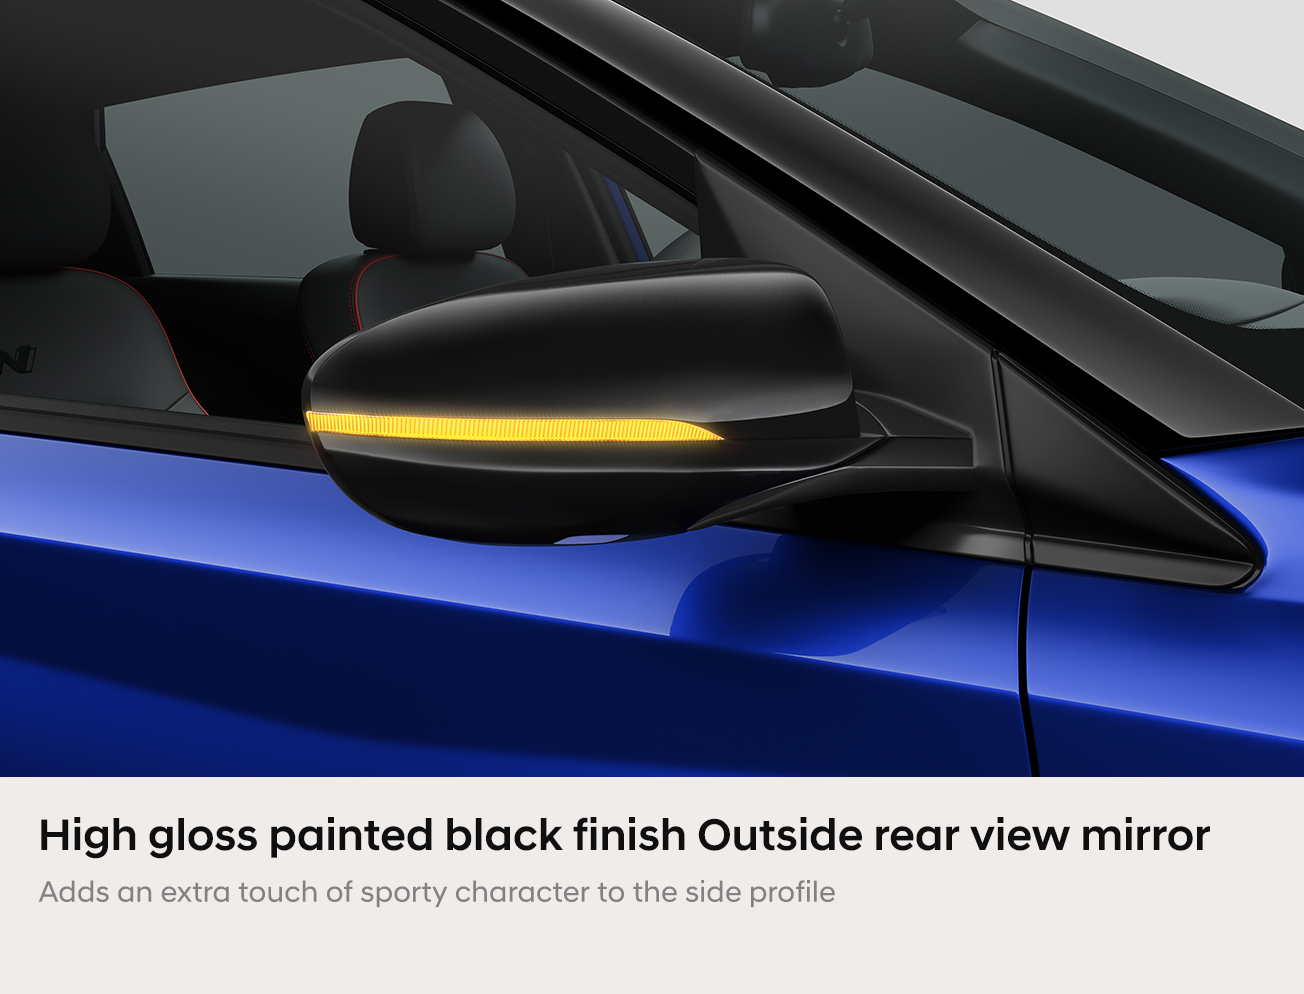 N
High gloss painted black finish Outside rear view mirror
Adds an extra touch of sporty character to the side profile